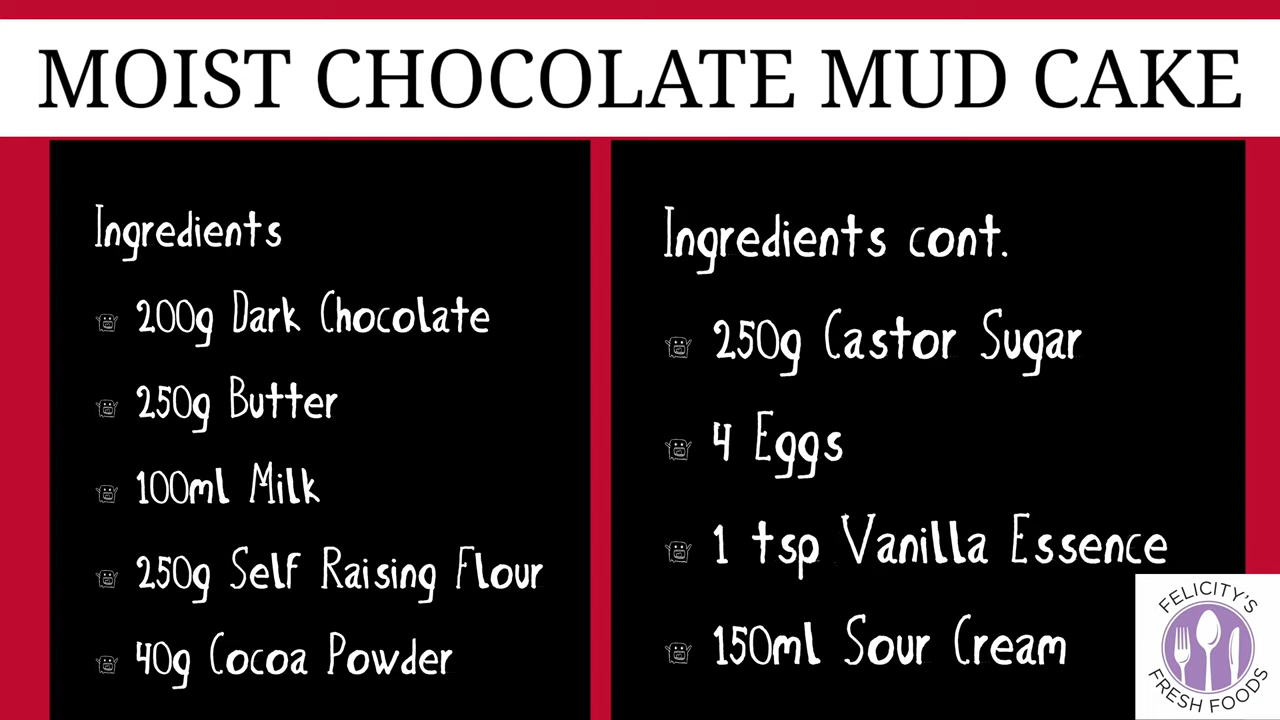 MOIST CHOCOLATE MUD CAKE
Ingredients
200g Dark Chocolate
250g Butter
100ml Milk
250g Self Raising Flour
40g Cocoa Powder
Ingredients cont.
250g Castor Sugar
4 Eggs
1 tsp Vanilla Essence
150ml Sour Cream
FELICITY'S
FRESH FOODS